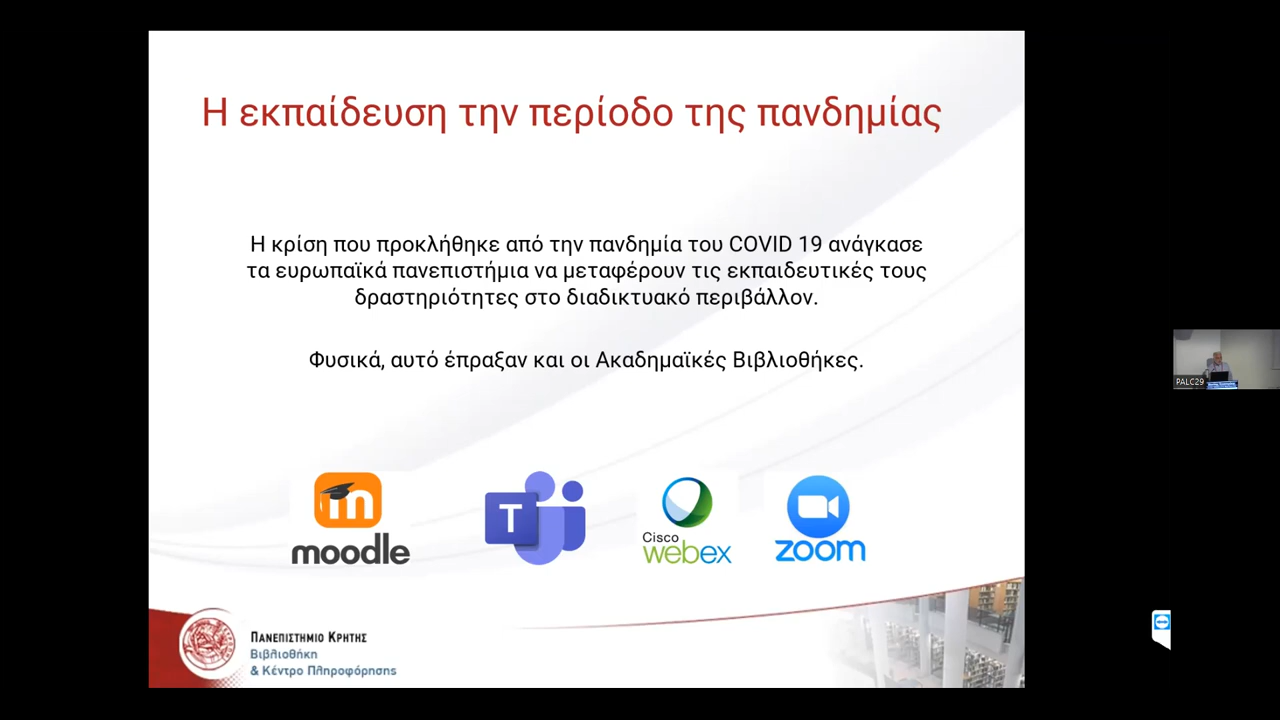 Η εκπαίδευση την περίοδο της πανδημίας
Η κρίση που προκλήθηκε από την πανδημία του COVID 19 ανάγκασε
τα ευρωπαϊκά πανεπιστήμια να μεταφέρουν τις εκπαιδευτικές τους
δραστηριότητες στο διαδικτυακό περιβάλλον.
Φυσικά, αυτό έπραξαν και οι Ακαδημαϊκές Βιβλιοθήκες.
m
moodle
T
Cisco
webex
zoom
ΠΑΝΕΠΙΣΤΗΜΙΟ ΚΡΗΤΗΣ
Βιβλιοθήκη
& Κέντρο Πληροφόρησης
PALC29